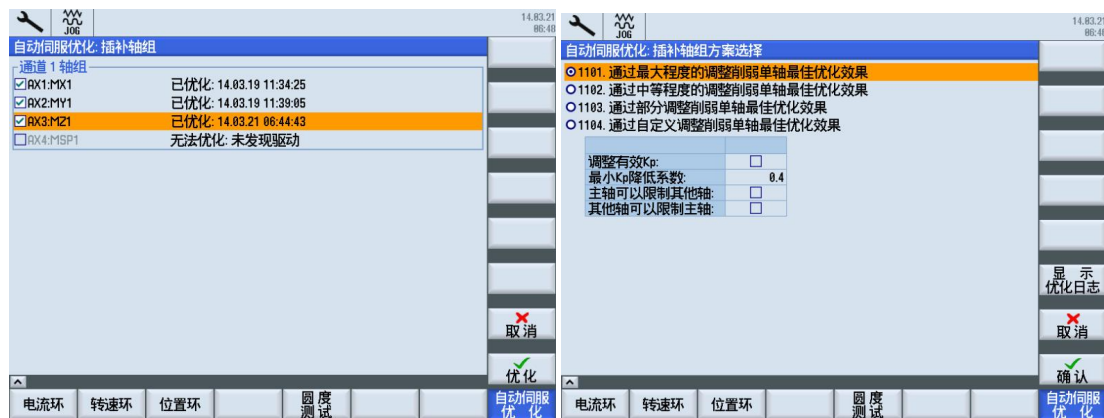 JOG
14.03.21
06:48
自动伺服优化: 插补轴组
通道 1 轴组
AX1:MX1 已优化: 14.03.19 11:34:25
AX2:MY1 已优化: 14.03.19 11:39:05
AX3:MZ1 已优化: 14.03.21 06:44:43
AX4:MSP1 无法优化: 未发现驱动
取消
优化
电流环 转速环 位置环 圆度测试 自动伺服优化
JOG
14.03.21
自动伺服优化: 插补轴组方案选择
1101. 通过最大程度的调整削弱单轴最佳优化效果
1102. 通过中等程度的调整削弱单轴最佳优化效果
1103. 通过部分调整削弱单轴最佳优化效果
1104. 通过自定义调整削弱单轴最佳优化效果
调整有效Kp:
最小Kp降低系数: 0.4
主轴可以限制其他轴:
其他轴可以限制主轴:
显示
优化日志
取消
确认
电流环 转速环 位置环 圆度测试 自动伺服优化